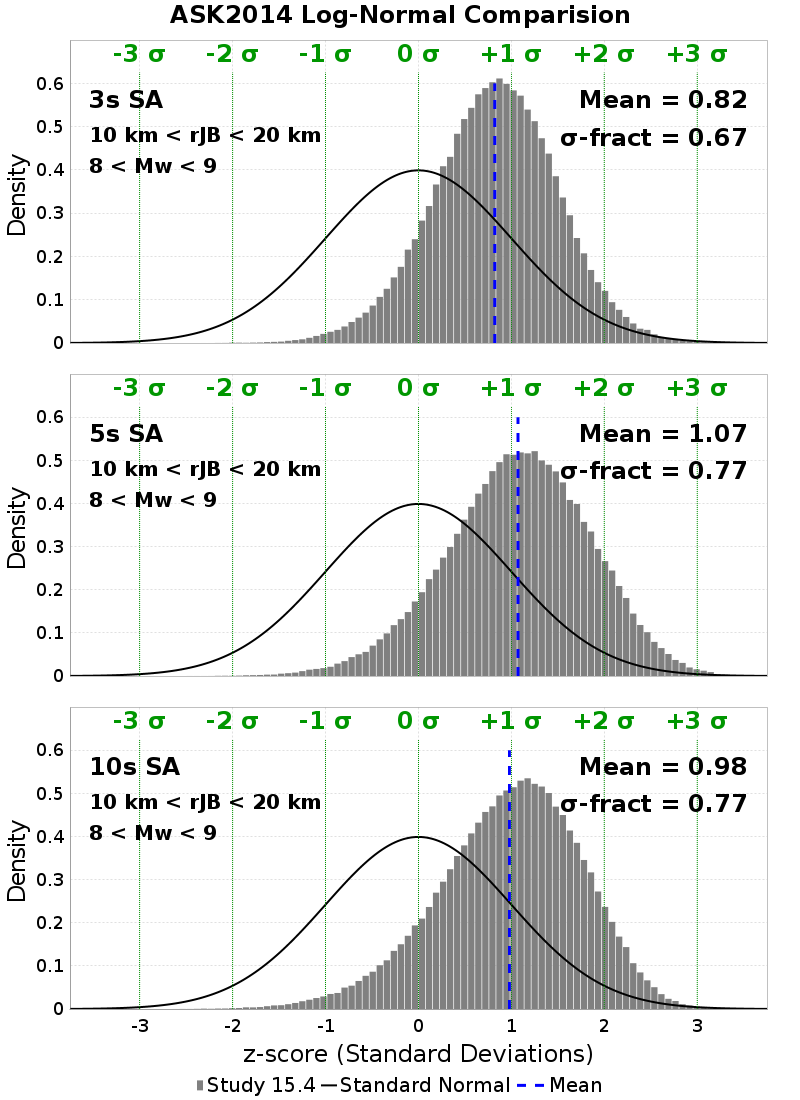 ASK2014 Log-Normal Comparision
-3 σ -2 σ -1 σ 0 σ +1 σ +2 σ +3 σ
3s SA
10 km < rJB < 20 km
8 < Mw < 9
Mean = 0.82
σ-fract = 0.67
Density
0.6
0.5
0.4
0.3
0.2
0.1
0
-3 σ -2 σ -1 σ 0 σ +1 σ +2 σ +3 σ
5s SA
10 km < rJB < 20 km
8 < Mw < 9
Mean = 1.07
σ-fract = 0.77
Density
0.6
0.5
0.4
0.3
0.2
0.1
0
-3 σ -2 σ -1 σ 0 σ +1 σ +2 σ +3 σ
10s SA
10 km < rJB < 20 km
8 < Mw < 9
Mean = 0.98
σ-fract = 0.77
Density
0.6
0.5
0.4
0.3
0.2
0.1
0
-3 -2 -1 0 1 2 3
z-score (Standard Deviations)
Study 15.4 Standard Normal Mean